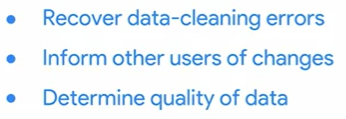 • Recover data-cleaning errors
• Inform other users of changes
• Determine quality of data